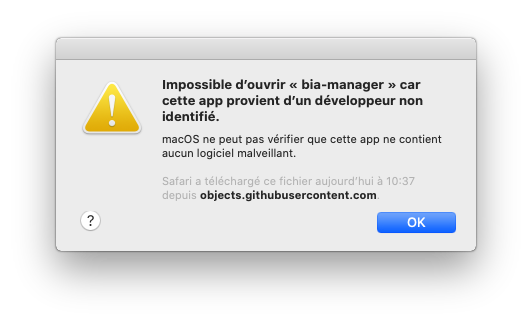 Impossible d’ouvrir « bia-manager » car
cette app provient d’un développeur non
identifié.
macOS ne peut pas vérifier que cette app ne contient
aucun logiciel malveillant.
Safari a téléchargé ce fichier aujourd’hui à 10:37
depuis objects.githubusercontent.com.
?
OK